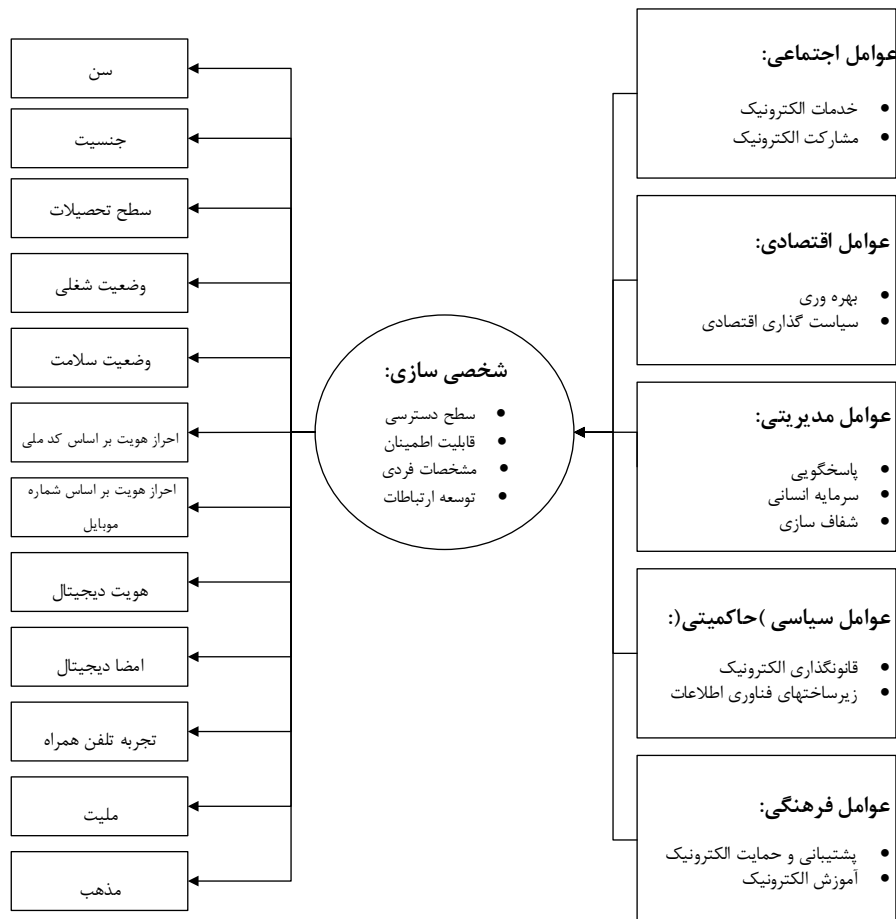 عوامل اجتماعی:
• خدمات الکترونیک
• مشارکت الکترونیک
عوامل اقتصادی:
• بهره وری
• سیاست گذاری اقتصادی
عوامل مدیریتی:
• پاسخگویی
• سرمایه انسانی
• شفاف سازی
عوامل سیاسی )حاکمیتی(:
• قانونگذاری الکترونیک
• زیرساختهای فناوری اطلاعات
عوامل فرهنگی:
• پشتیبانی و حمایت الکترونیک
• آموزش الکترونیک
شخصی سازی:
• سطح دسترسی
• قابلیت اطمینان
• مشخصات فردی
• توسعه ارتباطات
سن
جنسیت
سطح تحصیلات
وضعیت شغلی
وضعیت سلامت
احراز هویت بر اساس کد ملی
احراز هویت بر اساس شماره
موبایل
هویت دیجیتال
امضا دیجیتال
تجربه تلفن همراه
ملیت
مذهب